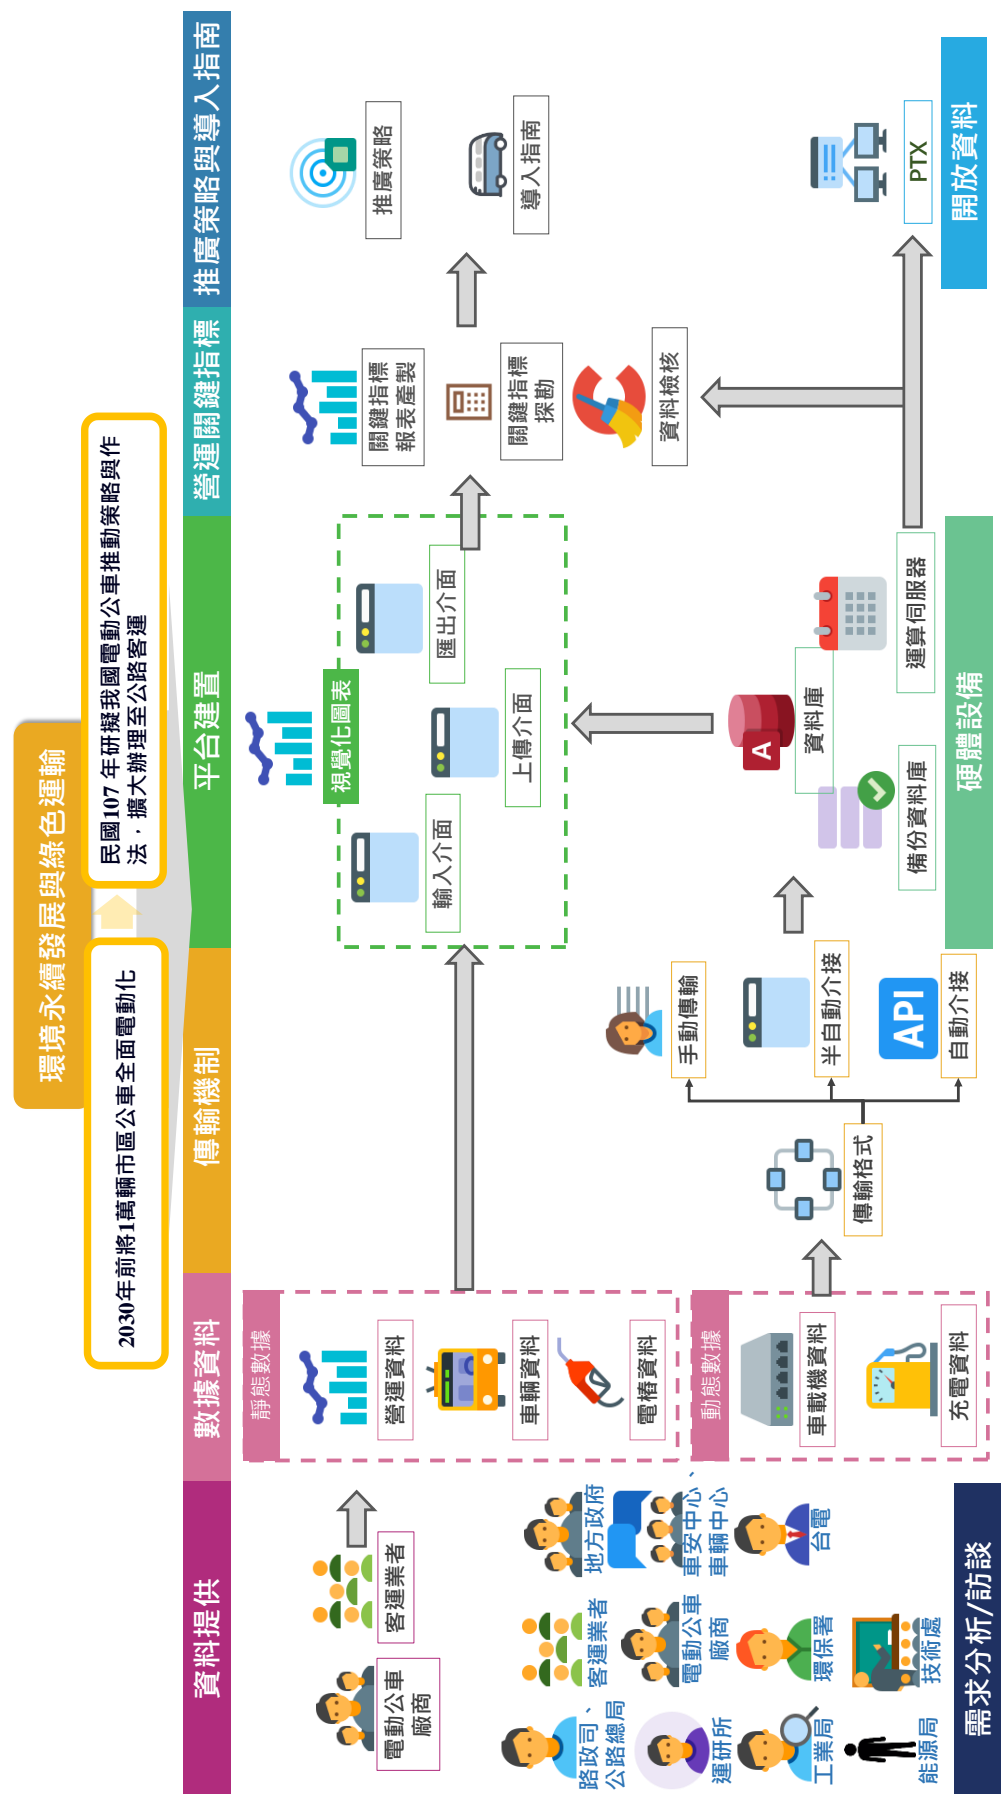 環境永續發展與綠色運輸
2030年前將1萬輛市區公車全面電動化
民國107 年研擬我國電動公車推動策略與作
法，擴大辦理至公路客運
資料提供
數據資料
傳輸機制
平台建置
營運關鍵指標
推廣策略與導入指南
電動公車
廠商
客運業者
靜態數據
營運資料
車輛資料
電樁資料
動態數據
車載機資料
充電資料
傳輸格式
手動傳輸
半自動介接
API
自動介接
視覺化圖表
輸入介面
上傳介面
匯出介面
A
資料庫
備份資料庫
運算伺服器
硬體設備
關鍵指標
報表產製
關鍵指標
探勘
資料檢核
推廣策略
導入指南
PTX
開放資料
路政司、
公路總局
客運業者
地方政府
運研所
電動公車
廠商
車安中心、
車輛中心
工業局
環保署
台電
能源局
技術處
需求分析/訪談